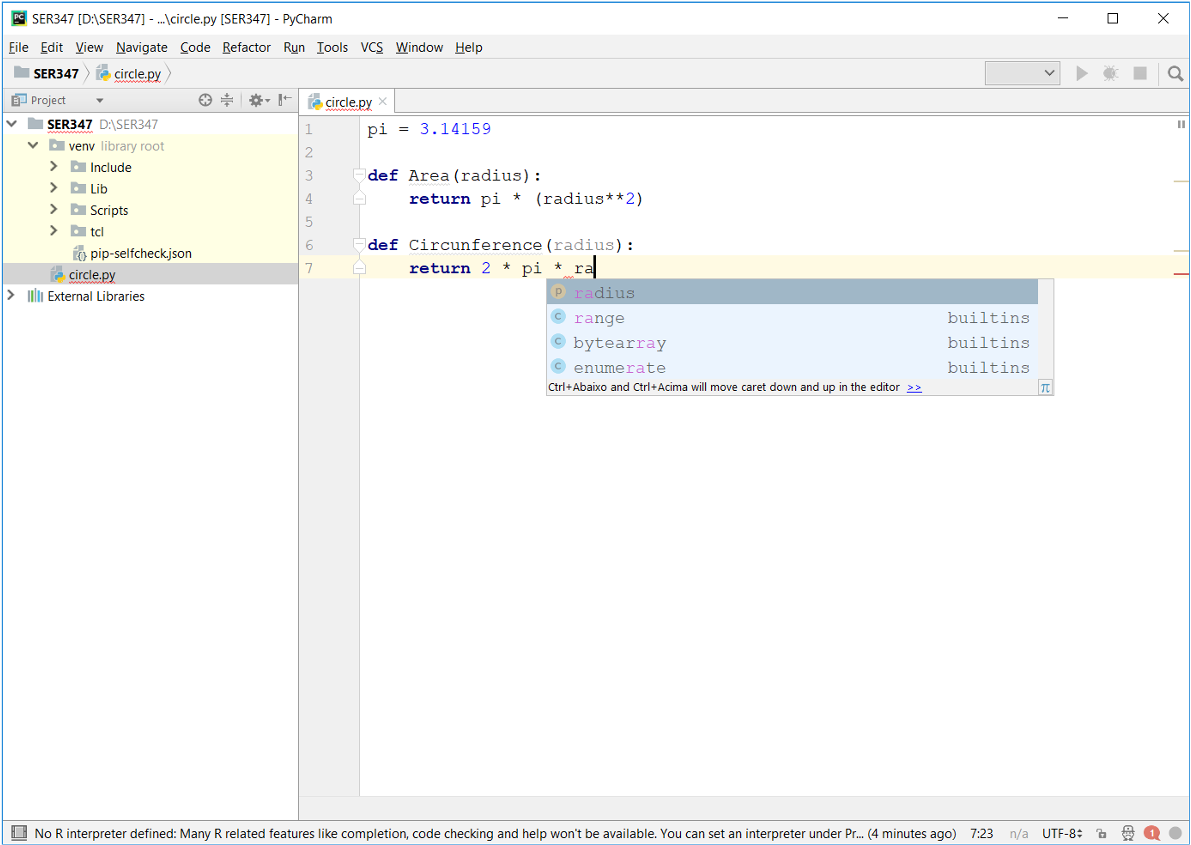 SER347 [D:\SER347] - ...\circle.py [SER347] - PyCharm
File Edit View Navigate Code Refactor Run Tools VCS Window Help
SER347 circle.py
Project
circle.py
SER347 D:\SER347
venv library root
Include
Lib
Scripts
tcl
pip-selfcheck.json
circle.py
External Libraries
1 pi = 3.14159
2
3 def Area(radius):
4 return pi * (radius**2)
5
6 def Circunference(radius):
7 return 2 * pi * ra
radius
range builtins
bytearray builtins
enumerate builtins
Ctrl+Abaixo and Ctrl+Acima will move caret down and up in the editor >> π
No R interpreter defined: Many R related features like completion, code checking and help won't be available. You can set an interpreter under Pr... (4 minutes ago) 7:23 n/a UTF-8 1